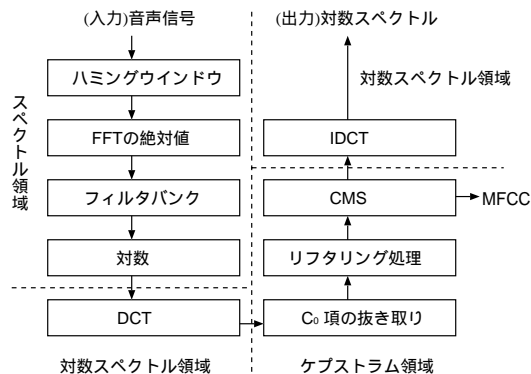 (入力)音声信号
ハミングウインドウ
FFTの絶対値
フィルタバンク
対数
DCT
スペクトル領域
対数スペクトル領域
(出力)対数スペクトル
対数スペクトル領域
IDCT
CMS
MFCC
リフタリング処理
C₀ 項の抜き取り
ケプストラム領域